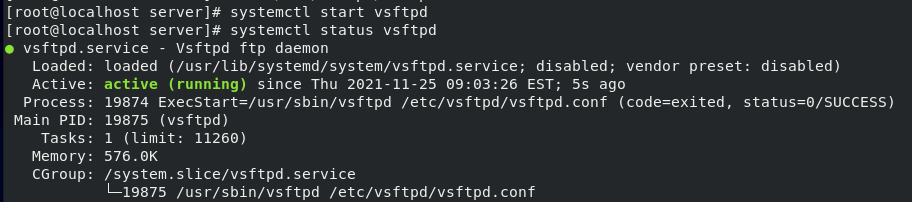 [root@localhost server]# systemctl start vsftpd
[root@localhost server]# systemctl status vsftpd
● vsftpd.service - Vsftpd ftp daemon
   Loaded: loaded (/usr/lib/systemd/system/vsftpd.service; disabled; vendor preset: disabled)
   Active: active (running) since Thu 2021-11-25 09:03:26 EST; 5s ago
  Process: 19874 ExecStart=/usr/sbin/vsftpd /etc/vsftpd/vsftpd.conf (code=exited, status=0/SUCCESS)
 Main PID: 19875 (vsftpd)
    Tasks: 1 (limit: 11260)
   Memory: 576.0K
   CGroup: /system.slice/vsftpd.service
           └─19875 /usr/sbin/vsftpd /etc/vsftpd/vsftpd.conf